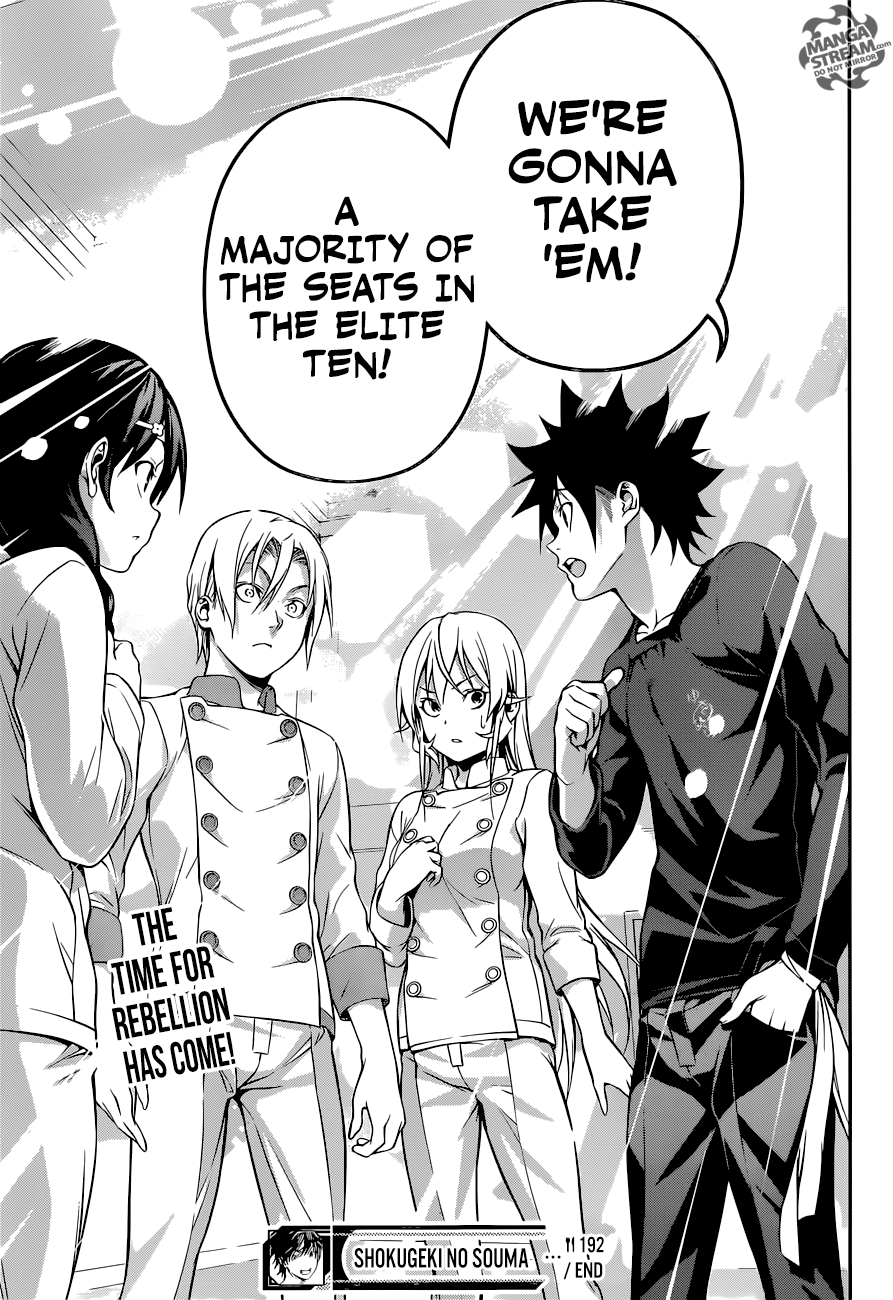 MANGA
STREAM.com
DO NOT MIRROR
WE'RE
GONNA
TAKE
'EM!
A
MAJORITY OF
THE SEATS IN
THE ELITE
TEN!
THE
TIME FOR
REBELLION
HAS COME!
SHOKUGEKI NO SOUMA ... 192
/ END